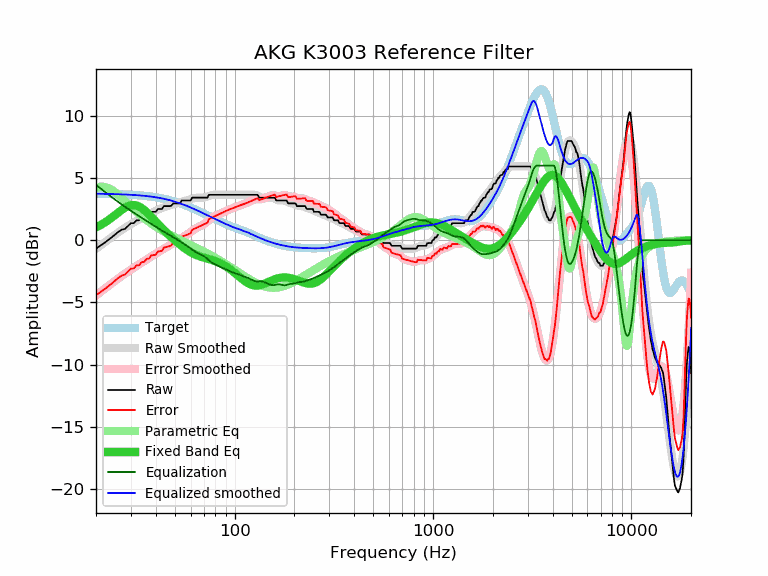 AKG K3003 Reference Filter
Amplitude (dBr)
10
5
0
−5
−10
−15
−20
Target
Raw Smoothed
Error Smoothed
Raw
Error
Parametric Eq
Fixed Band Eq
Equalization
Equalized smoothed
100
1000
10000
Frequency (Hz)